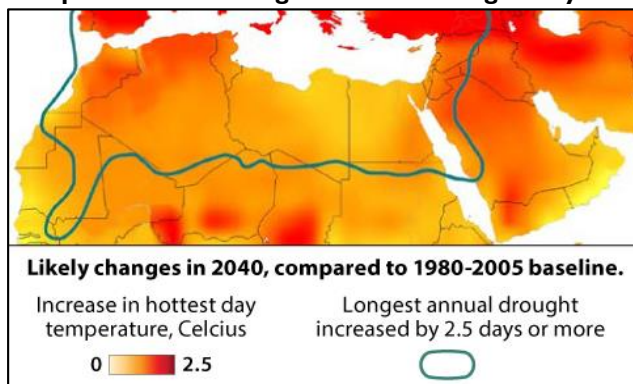 Likely changes in 2040, compared to 1980-2005 baseline.
Increase in hottest day
temperature, Celcius
0 2.5
Longest annual drought
increased by 2.5 days or more